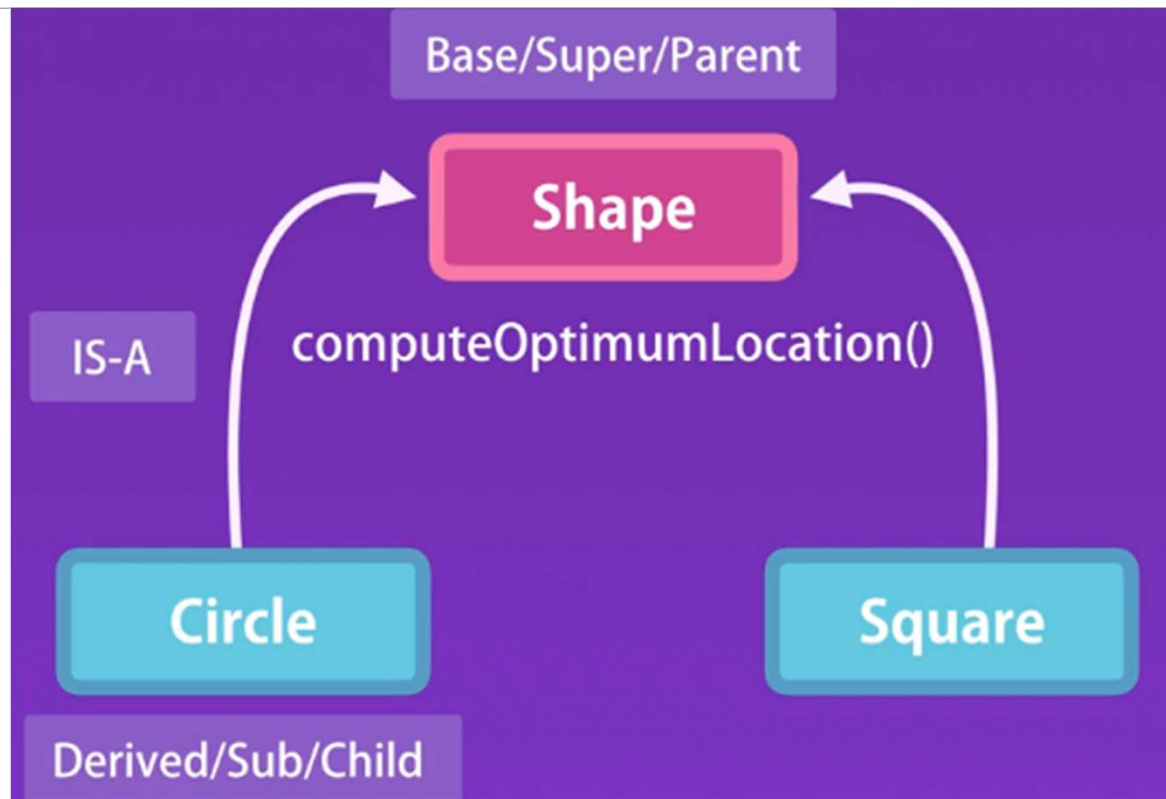 Base/Super/Parent
Shape
IS-A
computeOptimumLocation()
Circle
Square
Derived/Sub/Child